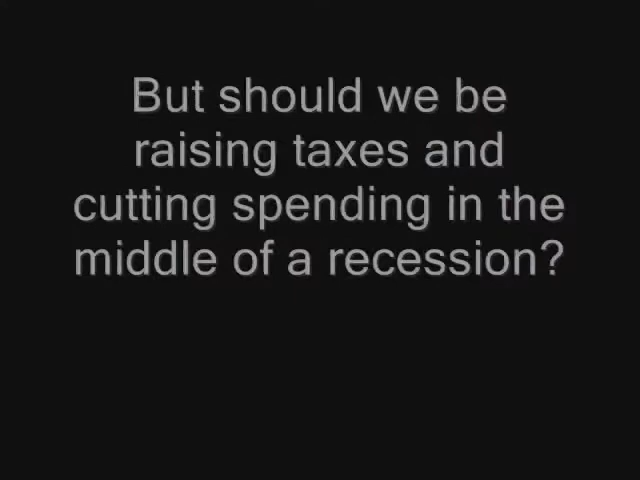 But should we be
raising taxes and
cutting spending in the
middle of a recession?